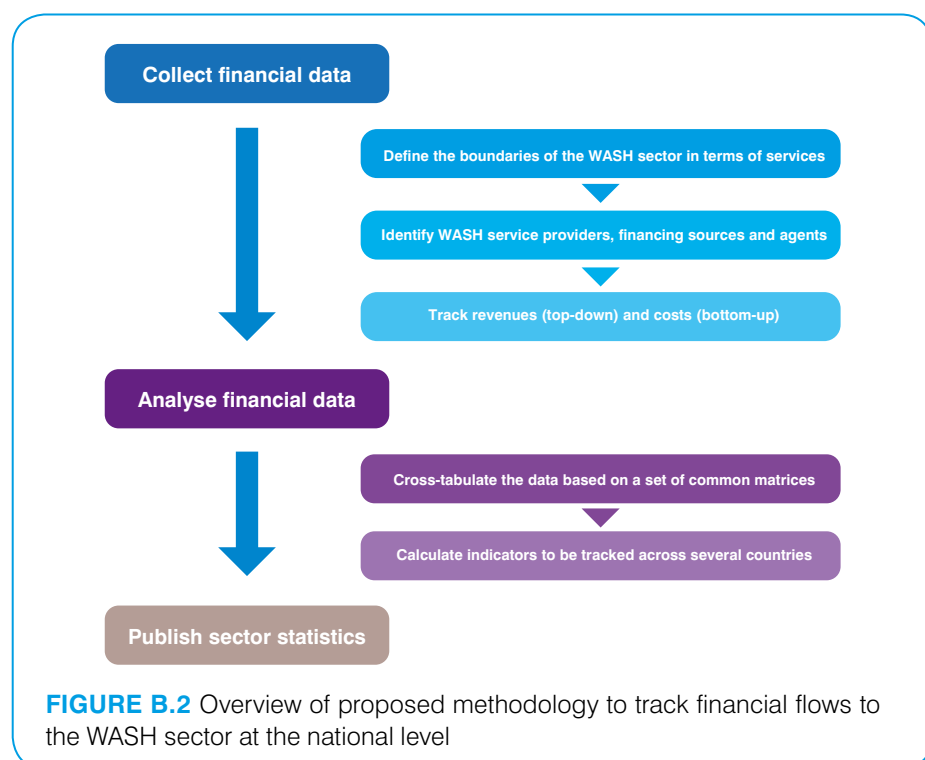 Collect financial data
Define the boundaries of the WASH sector in terms of services
Identify WASH service providers, financing sources and agents
Track revenues (top-down) and costs (bottom-up)
Analyse financial data
Cross-tabulate the data based on a set of common matrices
Calculate indicators to be tracked across several countries
Publish sector statistics
FIGURE B.2 Overview of proposed methodology to track financial flows to
the WASH sector at the national level